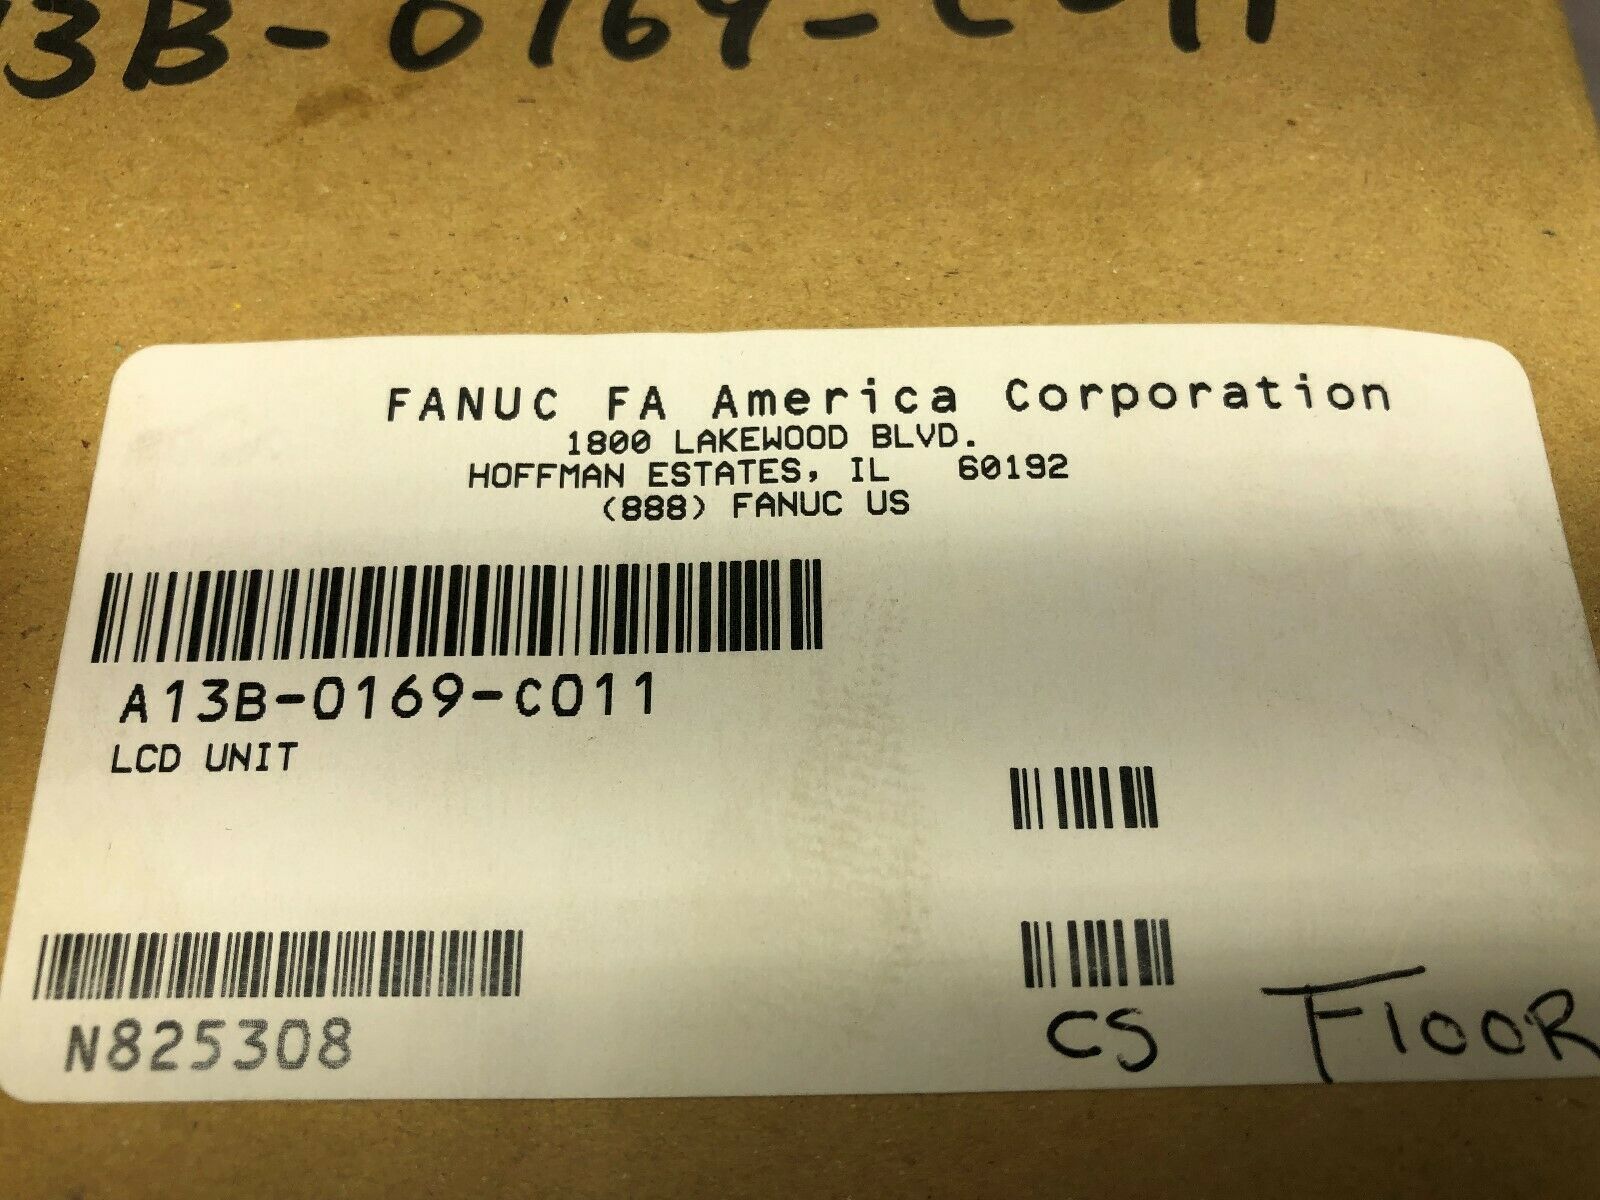 3B-0169-C011
FANUC FA America Corporation
1800 LAKEWOOD BLVD.
HOFFMAN ESTATES, IL 60192
(888) FANUC US
A13B-0169-C011
LCD UNIT
N825308
CS FlOOR